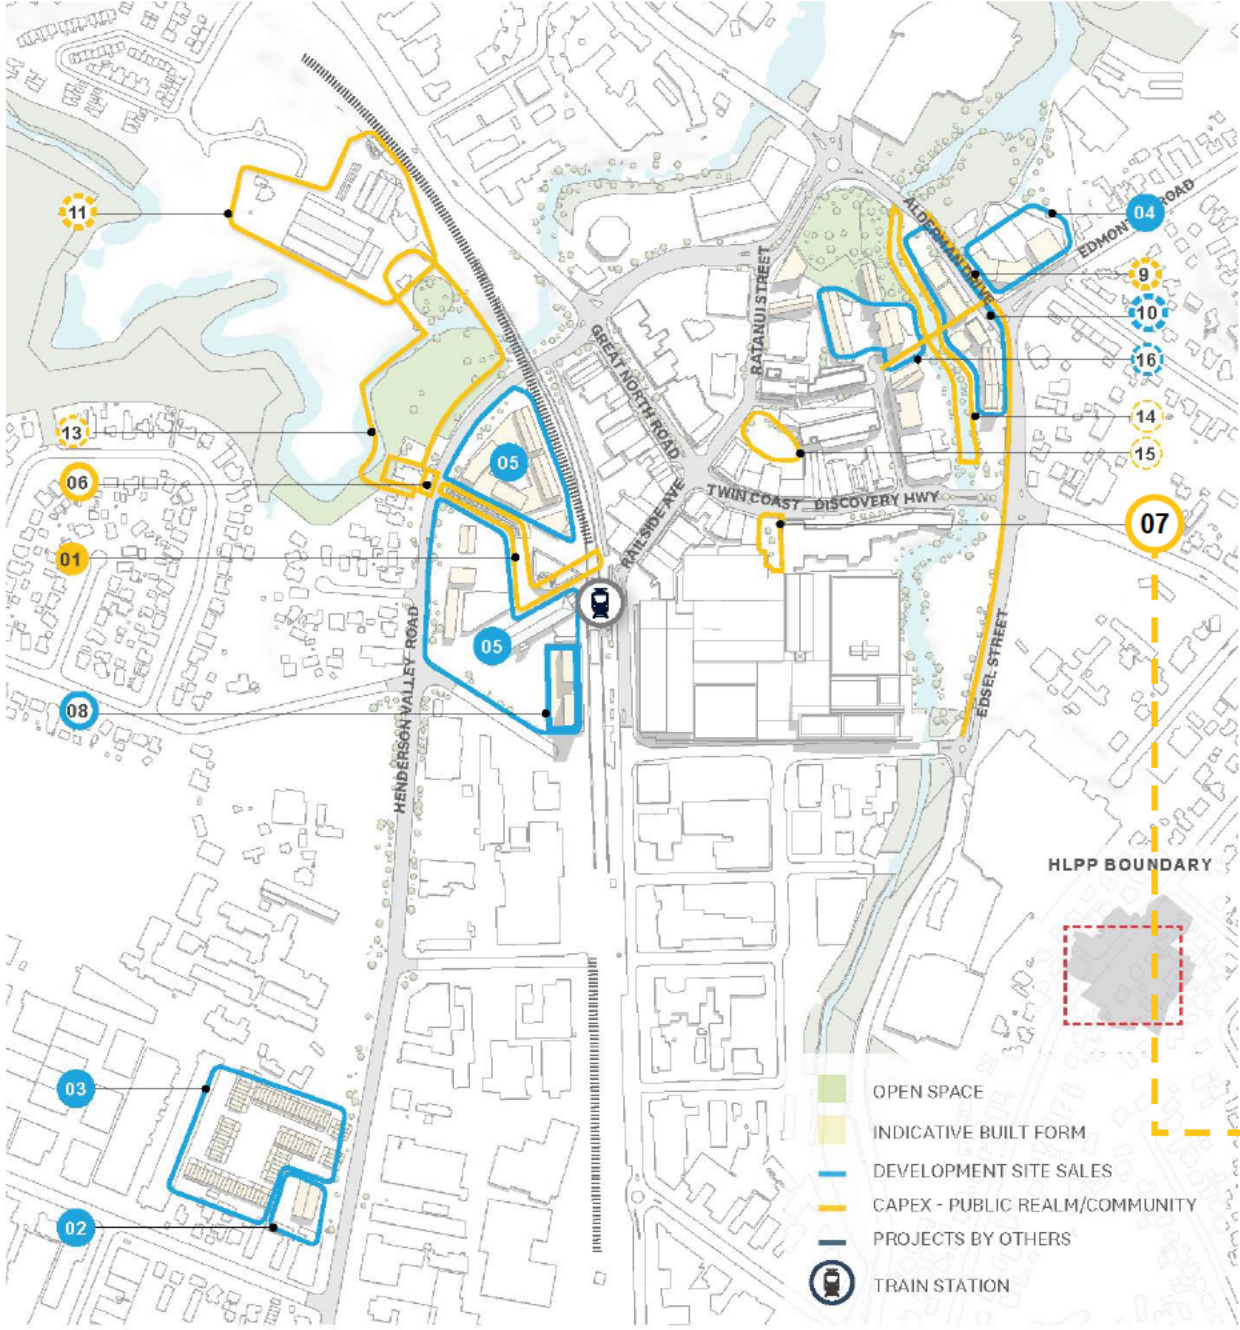 11
13
06
01
08
03
02
05
05
04
9
10
16
14
15
07
ALDERMAN DRIVE
EDMONT
ROAD
RATANUI STREET
GREAT NORTH ROAD
RAILSIDE AVE
TWIN COAST DISCOVERY HWY
HENDERSON VALLEY ROAD
EDSEL STREET
HLPP BOUNDARY
OPEN SPACE
INDICATIVE BUILT FORM
DEVELOPMENT SITE SALES
CAPEX - PUBLIC REALM/COMMUNITY
PROJECTS BY OTHERS
TRAIN STATION